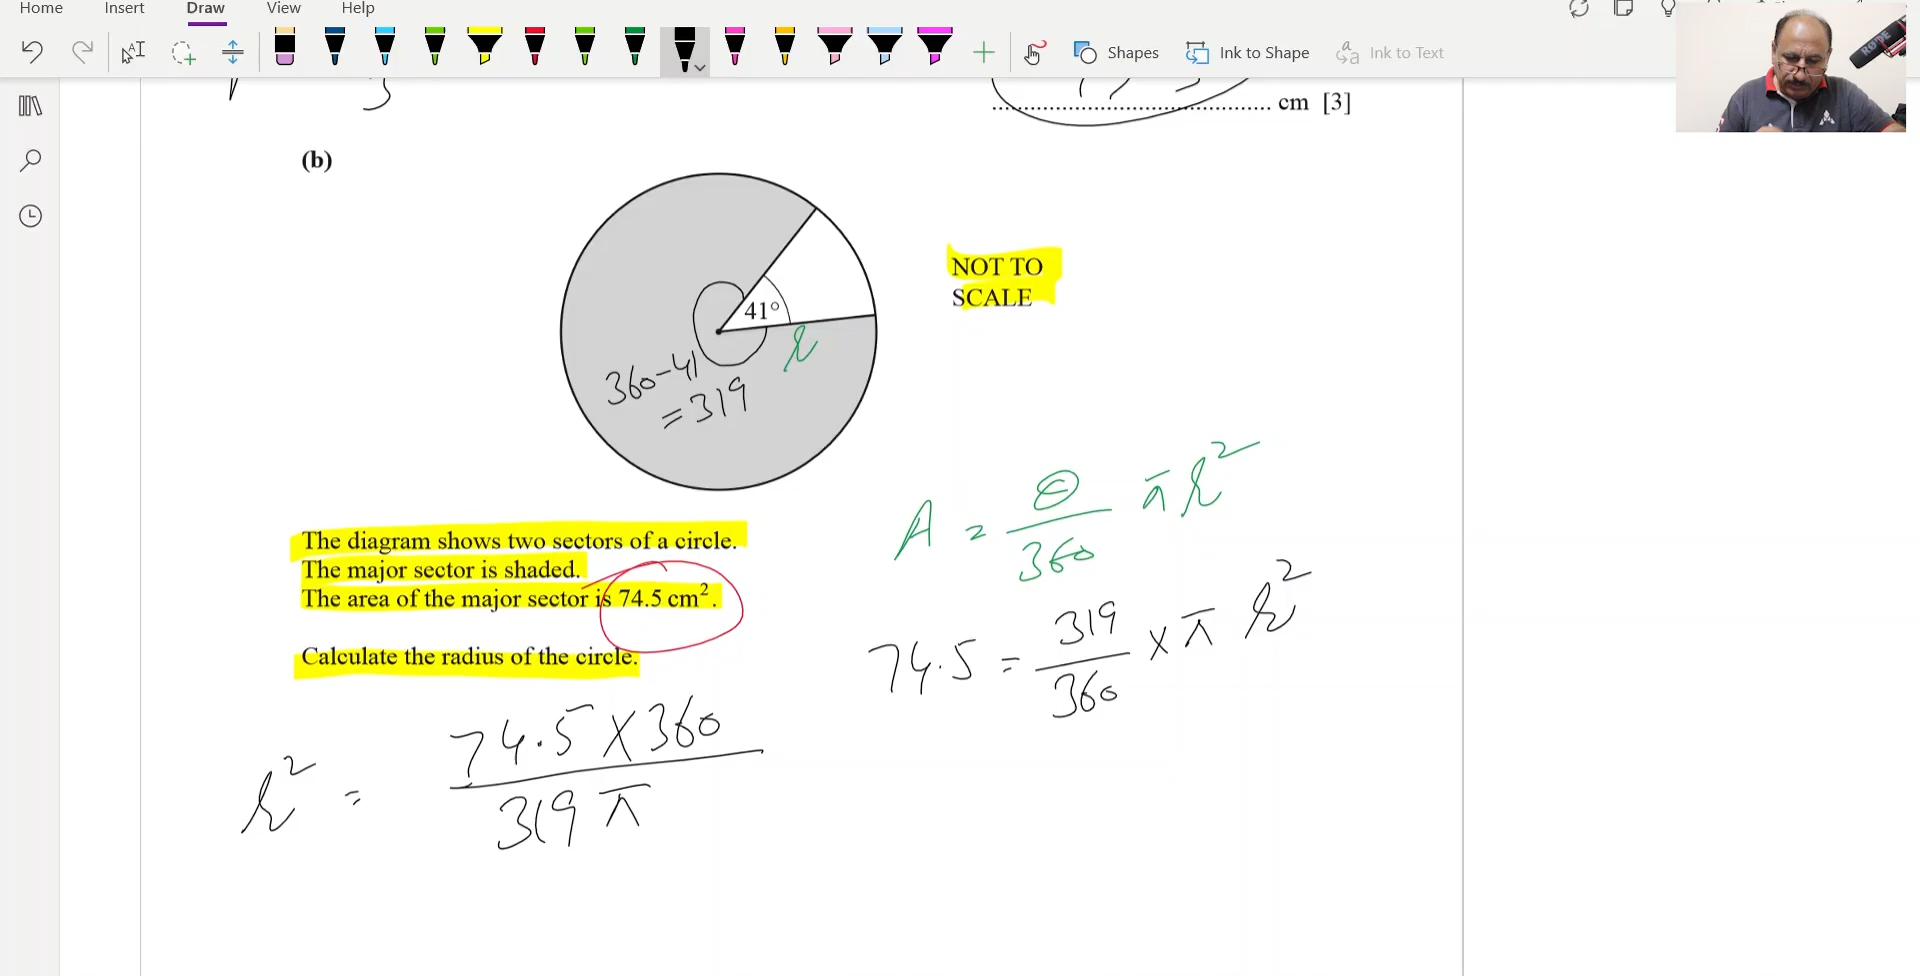 Home Insert Draw View Help
Shapes Ink to Shape Ink to Text
cm [3]
(b)
NOT TO
SCALE
41°
r
360-41
=319
A = θ/360 πr²
The diagram shows two sectors of a circle.
The major sector is shaded.
The area of the major sector is 74.5 cm².
74.5 = 319/360 × π r²
Calculate the radius of the circle.
r² = 74.5 × 360 / 319 π